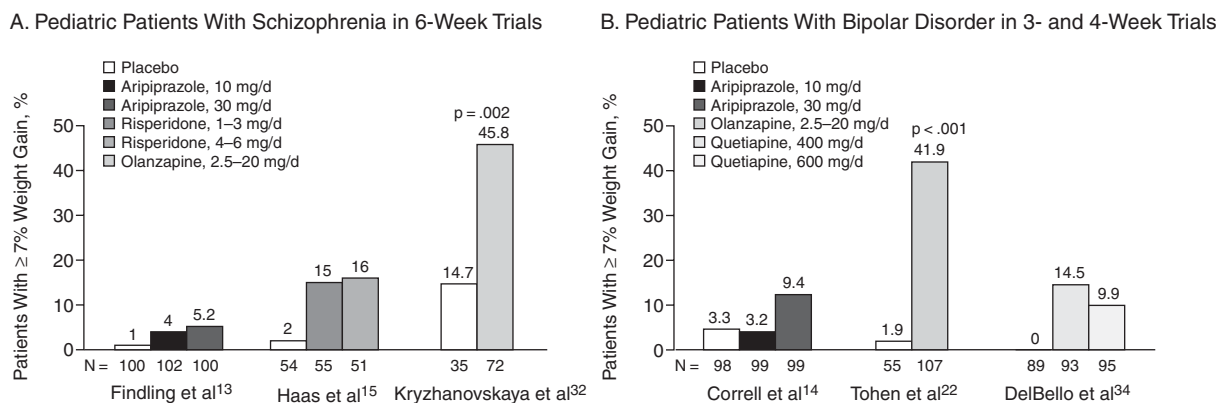 A. Pediatric Patients With Schizophrenia in 6-Week Trials
Patients With ≥ 7% Weight Gain, %
Placebo
Aripiprazole, 10 mg/d
Aripiprazole, 30 mg/d
Risperidone, 1–3 mg/d
Risperidone, 4–6 mg/d
Olanzapine, 2.5–20 mg/d
50
40
30
20
10
0
1
4
5.2
2
15
16
14.7
p = .002
45.8
N = 100 102 100 54 55 51 35 72
Findling et al13 Haas et al15 Kryzhanovskaya et al32
B. Pediatric Patients With Bipolar Disorder in 3- and 4-Week Trials
Patients With ≥ 7% Weight Gain, %
Placebo
Aripiprazole, 10 mg/d
Aripiprazole, 30 mg/d
Olanzapine, 2.5–20 mg/d
Quetiapine, 400 mg/d
Quetiapine, 600 mg/d
50
40
30
20
10
0
3.3
3.2
9.4
1.9
p < .001
41.9
0
14.5
9.9
N = 98 99 99 55 107 89 93 95
Correll et al14 Tohen et al22 DelBello et al34